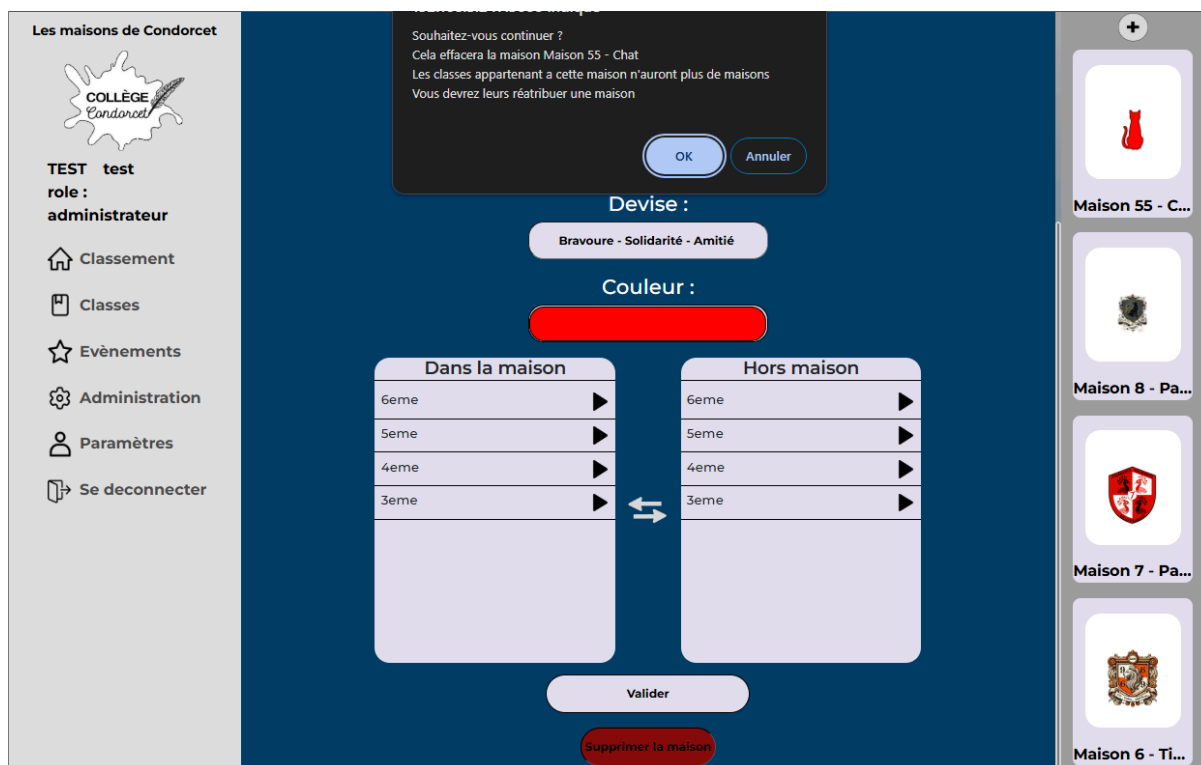 Les maisons de Condorcet
COLLÈGE
Condorcet
TEST test
role :
administrateur
Classement
Classes
Evènements
Administration
Paramètres
Se deconnecter
Souhaitez-vous continuer ?
Cela effacera la maison Maison 55 - Chat
Les classes appartenant a cette maison n'auront plus de maisons
Vous devrez leurs réatribuer une maison
OK
Annuler
Devise :
Bravoure - Solidarité - Amitié
Couleur :
Dans la maison
6eme
5eme
4eme
3eme
Hors maison
6eme
5eme
4eme
3eme
Valider
Supprimer la maison
Maison 55 - C...
Maison 8 - Pa...
Maison 7 - Pa...
Maison 6 - Ti...